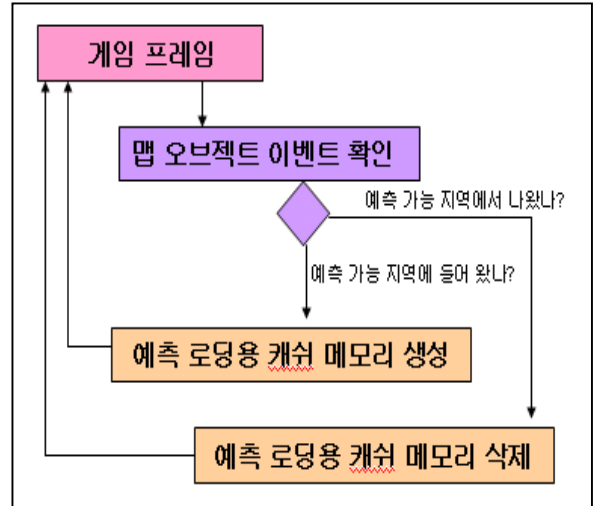 게임 프레임
맵 오브젝트 이벤트 확인
예측 가능 지역에서 나왔나?
예측 가능 지역에 들어 왔나?
예측 로딩용 캐쉬 메모리 생성
예측 로딩용 캐쉬 메모리 삭제